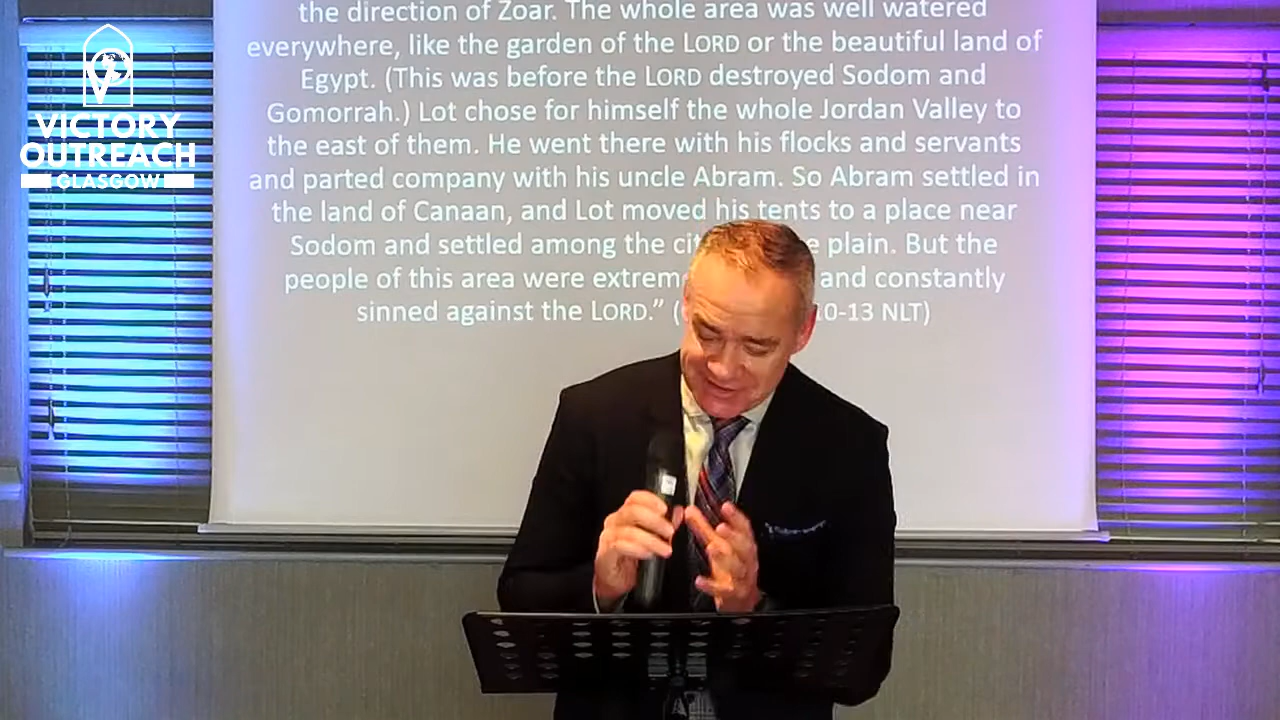 the direction of Zoar. The whole area was well watered
everywhere, like the garden of the LORD or the beautiful land of
Egypt. (This was before the LORD destroyed Sodom and
Gomorrah.) Lot chose for himself the whole Jordan Valley to
the east of them. He went there with his flocks and servants
and parted company with his uncle Abram. So Abram settled in
the land of Canaan, and Lot moved his tents to a place near
Sodom and settled among the cit e plain. But the
people of this area were extrem and constantly
sinned against the LORD.” ( 10-13 NLT)
VICTORY
OUTREACH
GLASGOW